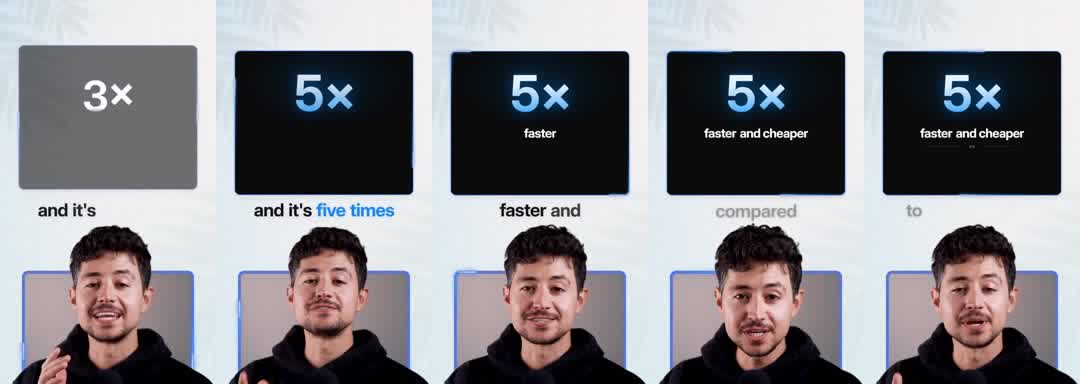 3×
and it's
5×
and it's five times
5×
faster
faster and
5×
faster and cheaper
compared
5×
faster and cheaper
to